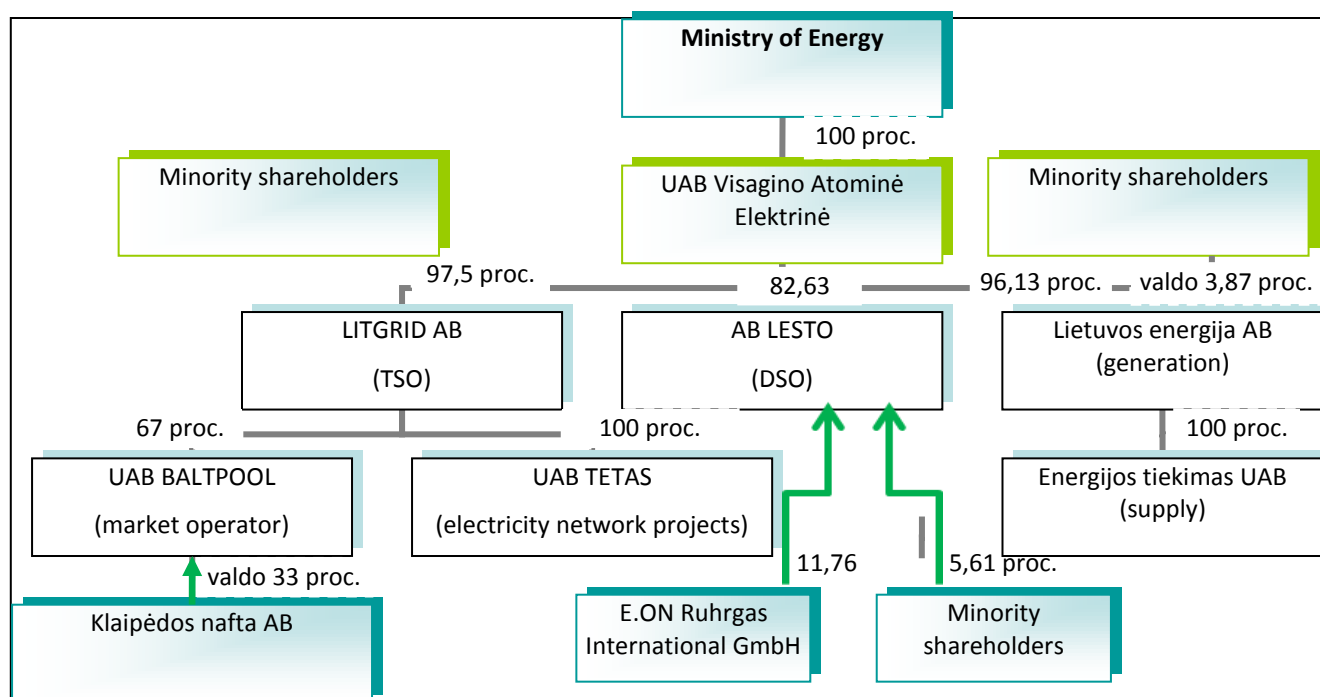 Ministry of Energy
100 proc.
Minority shareholders
UAB Visagino Atominė
Elektrinė
Minority shareholders
97,5 proc.
82,63
96,13 proc.
valdo 3,87 proc.
LITGRID AB
(TSO)
AB LESTO
(DSO)
Lietuvos energija AB
(generation)
67 proc.
100 proc.
100 proc.
UAB BALTPOOL
(market operator)
UAB TETAS
(electricity network projects)
Energijos tiekimas UAB
(supply)
valdo 33 proc.
11,76
5,61 proc.
Klaipėdos nafta AB
E.ON Ruhrgas
International GmbH
Minority
shareholders